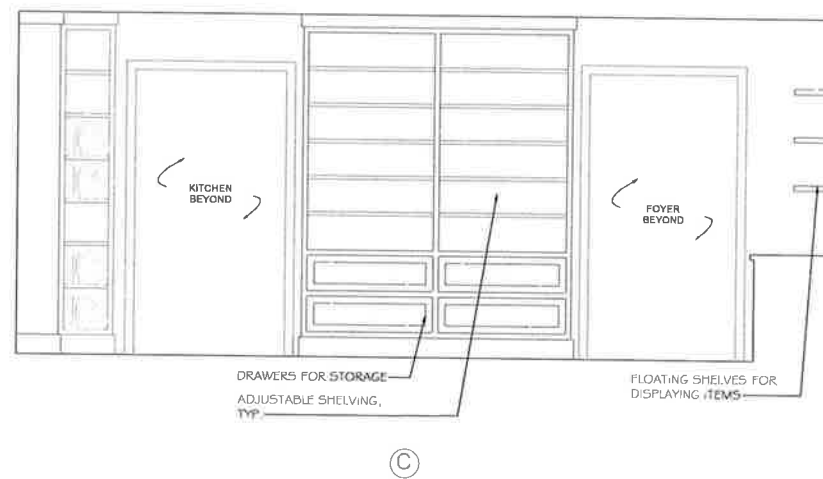 KITCHEN
BEYOND
FOYER
BEYOND
DRAWERS FOR STORAGE
ADJUSTABLE SHELVING,
TYP.
FLOATING SHELVES FOR
DISPLAYING ITEMS
C